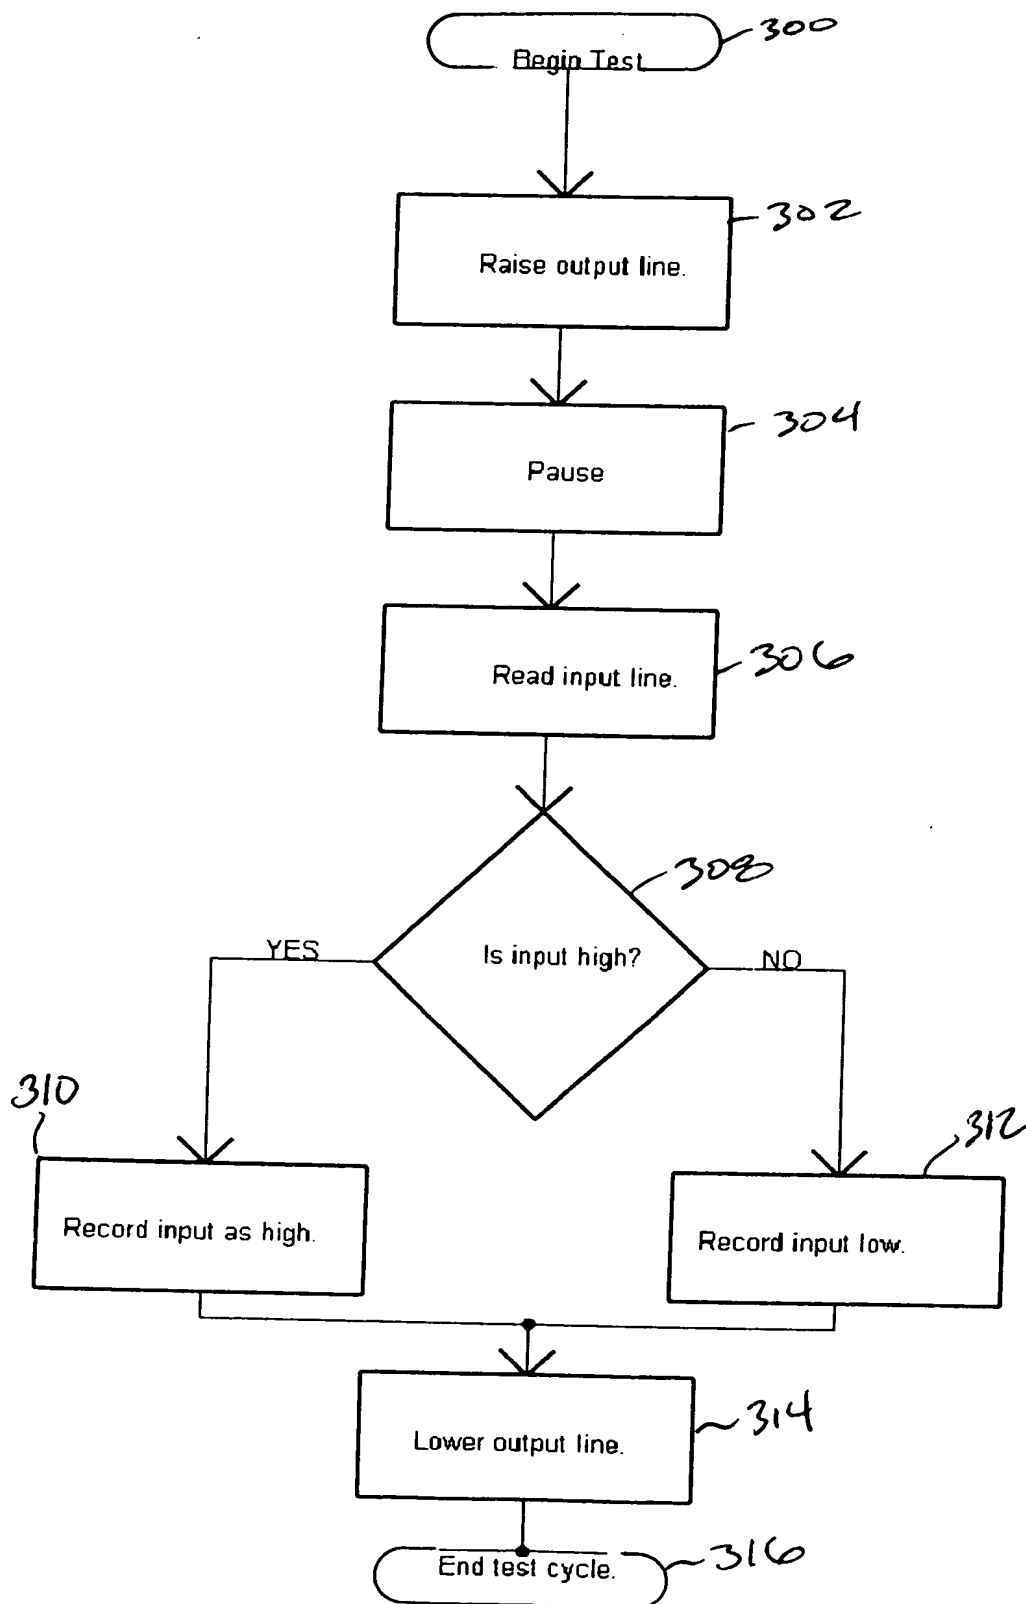 300
Begin Test
302
Raise output line.
304
Pause
306
Read input line.
308
Is input high?
YES
NO
310
312
Record input as high.
Record input low.
314
Lower output line.
316
End test cycle.